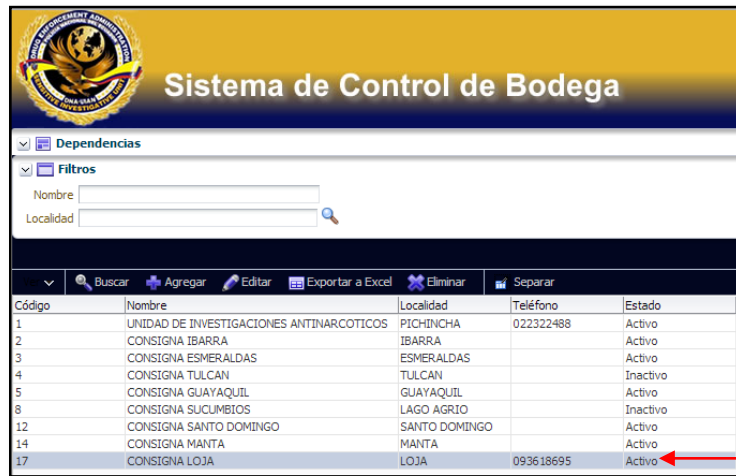 DRUG ENFORCEMENT ADMINISTRATION
Sistema de Control de Bodega
Dependencias
Filtros
Nombre
Localidad
Buscar Agregar Editar Exportar a Excel Eliminar Separar
Código Nombre Localidad Teléfono Estado
1 UNIDAD DE INVESTIGACIONES ANTINARCOTICOS PICHINCHA 022322488 Activo
2 CONSIGNA IBARRA IBARRA Activo
3 CONSIGNA ESMERALDAS ESMERALDAS Activo
4 CONSIGNA TULCAN TULCAN Inactivo
5 CONSIGNA GUAYAQUIL GUAYAQUIL Activo
8 CONSIGNA SUCUMBIOS LAGO AGRIO Inactivo
12 CONSIGNA SANTO DOMINGO SANTO DOMINGO Activo
14 CONSIGNA MANTA MANTA Activo
17 CONSIGNA LOJA LOJA 093618695 Activo